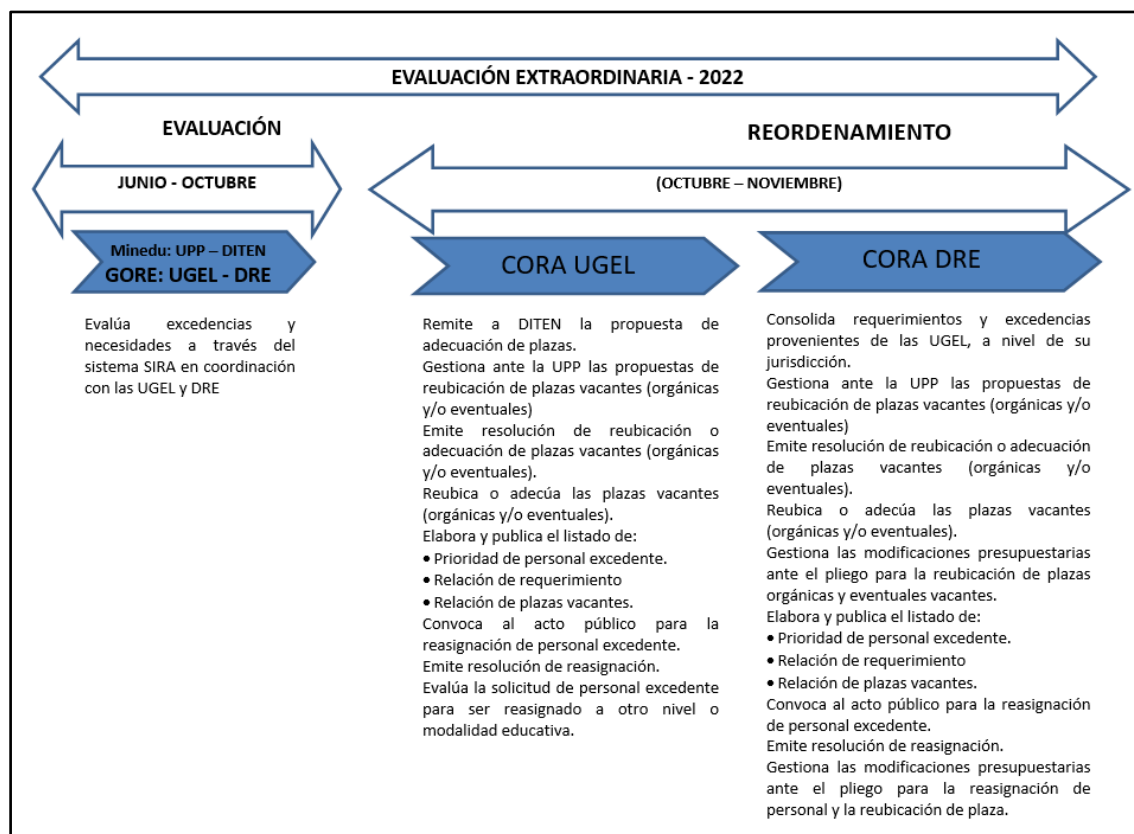 EVALUACIÓN EXTRAORDINARIA - 2022
EVALUACIÓN
JUNIO - OCTUBRE
Minedu: UPP – DITEN
GORE: UGEL - DRE
Evalúa excedencias y
necesidades a través del
sistema SIRA en coordinación
con las UGEL y DRE
REORDENAMIENTO
(OCTUBRE – NOVIEMBRE)
CORA UGEL
Remite a DITEN la propuesta de
adecuación de plazas.
Gestiona ante la UPP las propuestas de
reubicación de plazas vacantes (orgánicas
y/o eventuales)
Emite resolución de reubicación o
adecuación de plazas vacantes (orgánicas
y/o eventuales).
Reubica o adecúa las plazas vacantes
(orgánicas y/o eventuales).
Elabora y publica el listado de:
• Prioridad de personal excedente.
• Relación de requerimiento
• Relación de plazas vacantes.
Convoca al acto público para la
reasignación de personal excedente.
Emite resolución de reasignación.
Evalúa la solicitud de personal excedente
para ser reasignado a otro nivel o
modalidad educativa.
CORA DRE
Consolida requerimientos y excedencias
provenientes de las UGEL, a nivel de su
jurisdicción.
Gestiona ante la UPP las propuestas de
reubicación de plazas vacantes (orgánicas y/o
eventuales)
Emite resolución de reubicación o adecuación
de plazas vacantes (orgánicas y/o
eventuales).
Reubica o adecúa las plazas vacantes
(orgánicas y/o eventuales).
Gestiona las modificaciones presupuestarias
ante el pliego para la reubicación de plazas
orgánicas y eventuales vacantes.
Elabora y publica el listado de:
• Prioridad de personal excedente.
• Relación de requerimiento
• Relación de plazas vacantes.
Convoca al acto público para la reasignación
de personal excedente.
Emite resolución de reasignación.
Gestiona las modificaciones presupuestarias
ante el pliego para la reasignación de
personal y la reubicación de plaza.